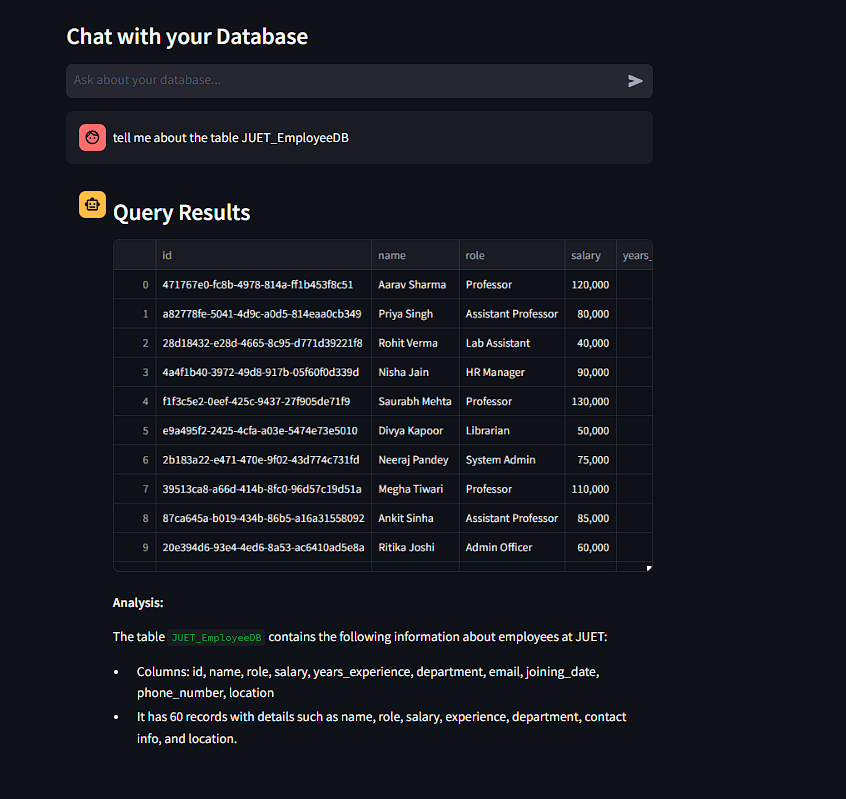 Chat with your Database
Ask about your database...
tell me about the table JUET_EmployeeDB
Query Results
id name role salary years_
0 471767e0-fc8b-4978-814a-ff1b453f8c51 Aarav Sharma Professor 120,000
1 a82778fe-5041-4d9c-a0d5-814eaa0cb349 Priya Singh Assistant Professor 80,000
2 28d18432-e28d-4665-8c95-d771d39221f8 Rohit Verma Lab Assistant 40,000
3 4a4f1b40-3972-49d8-917b-05f60f0d339d Nisha Jain HR Manager 90,000
4 f1f3c5e2-0eef-425c-9437-27f905de71f9 Saurabh Mehta Professor 130,000
5 e9a495f2-2425-4cfa-a03e-5474e73e5010 Divya Kapoor Librarian 50,000
6 2b183a22-e471-470e-9f02-43d774c731fd Neeraj Pandey System Admin 75,000
7 39513ca8-a66d-414b-8fc0-96d57c19d51a Megha Tiwari Professor 110,000
8 87ca645a-b019-434b-86b5-a16a31558092 Ankit Sinha Assistant Professor 85,000
9 20e394d6-93e4-4ed6-8a53-ac6410ad5e8a Ritika Joshi Admin Officer 60,000
Analysis:
The table JUET_EmployeeDB contains the following information about employees at JUET:
• Columns: id, name, role, salary, years_experience, department, email, joining_date,
phone_number, location
• It has 60 records with details such as name, role, salary, experience, department, contact
info, and location.